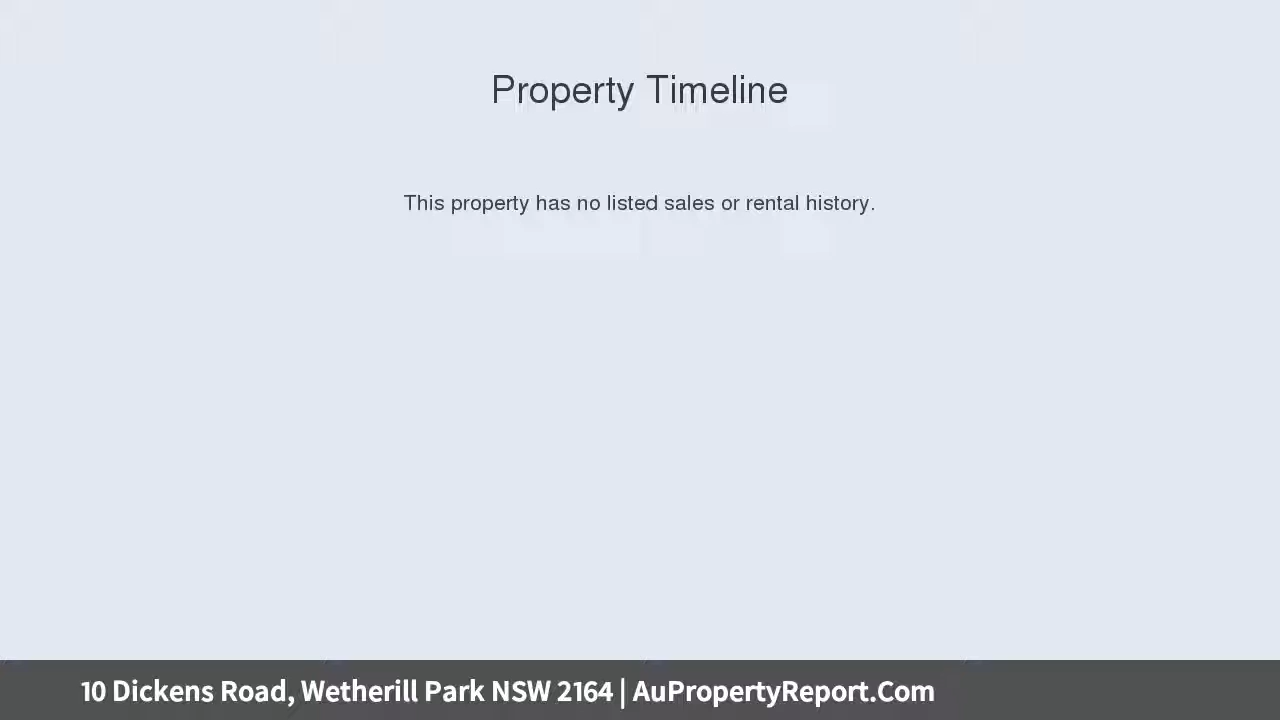 Property Timeline
This property has no listed sales or rental history.
10 Dickens Road, Wetherill Park NSW 2164 | AuPropertyReport.Com